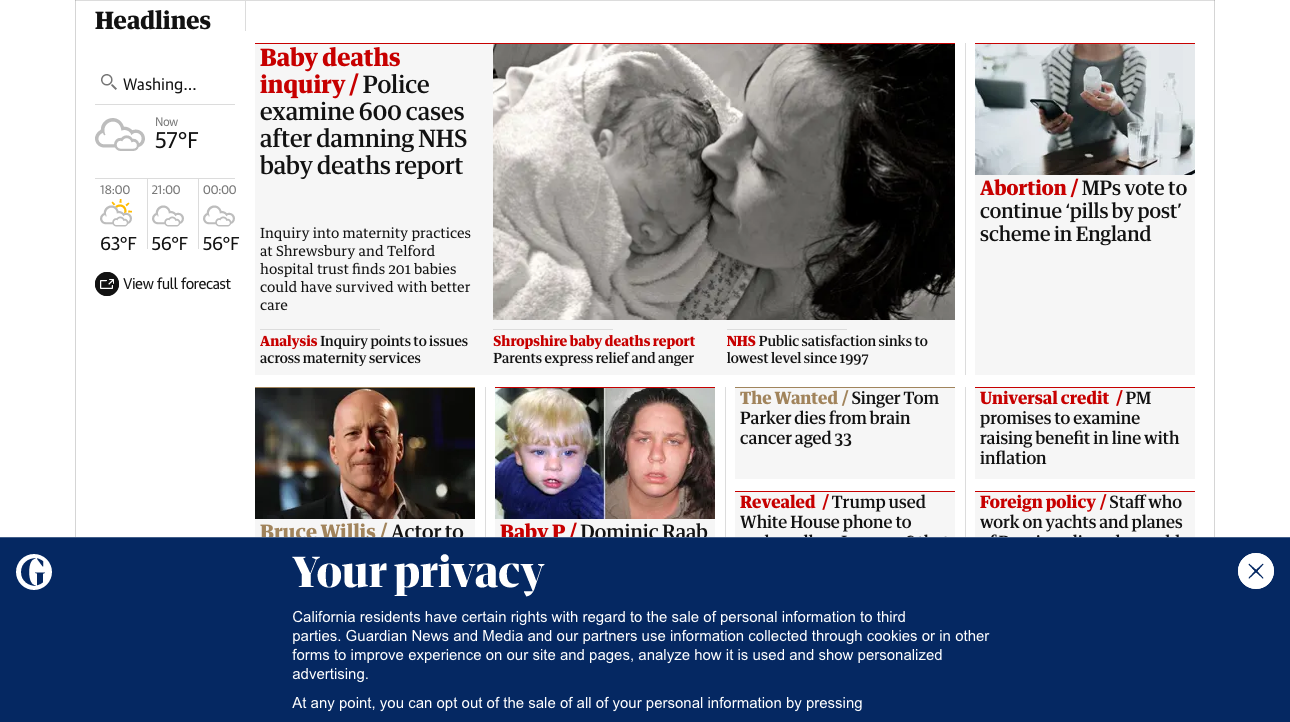 Headlines
Washing...
Now
57°F
18:00
21:00
00:00
63°F
56°F
56°F
View full forecast
Baby deaths
inquiry / Police
examine 600 cases
after damning NHS
baby deaths report
Inquiry into maternity practices
at Shrewsbury and Telford
hospital trust finds 201 babies
could have survived with better
care
Analysis Inquiry points to issues
across maternity services
Shropshire baby deaths report
Parents express relief and anger
NHS Public satisfaction sinks to
lowest level since 1997
Abortion / MPs vote to
continue ‘pills by post’
scheme in England
Bruce Willis / Actor to
Baby P / Dominic Raab
The Wanted / Singer Tom
Parker dies from brain
cancer aged 33
Revealed / Trump used
White House phone to
Universal credit / PM
promises to examine
raising benefit in line with
inflation
Foreign policy / Staff who
work on yachts and planes
Your privacy
California residents have certain rights with regard to the sale of personal information to third
parties. Guardian News and Media and our partners use information collected through cookies or in other
forms to improve experience on our site and pages, analyze how it is used and show personalized
advertising.
At any point, you can opt out of the sale of all of your personal information by pressing